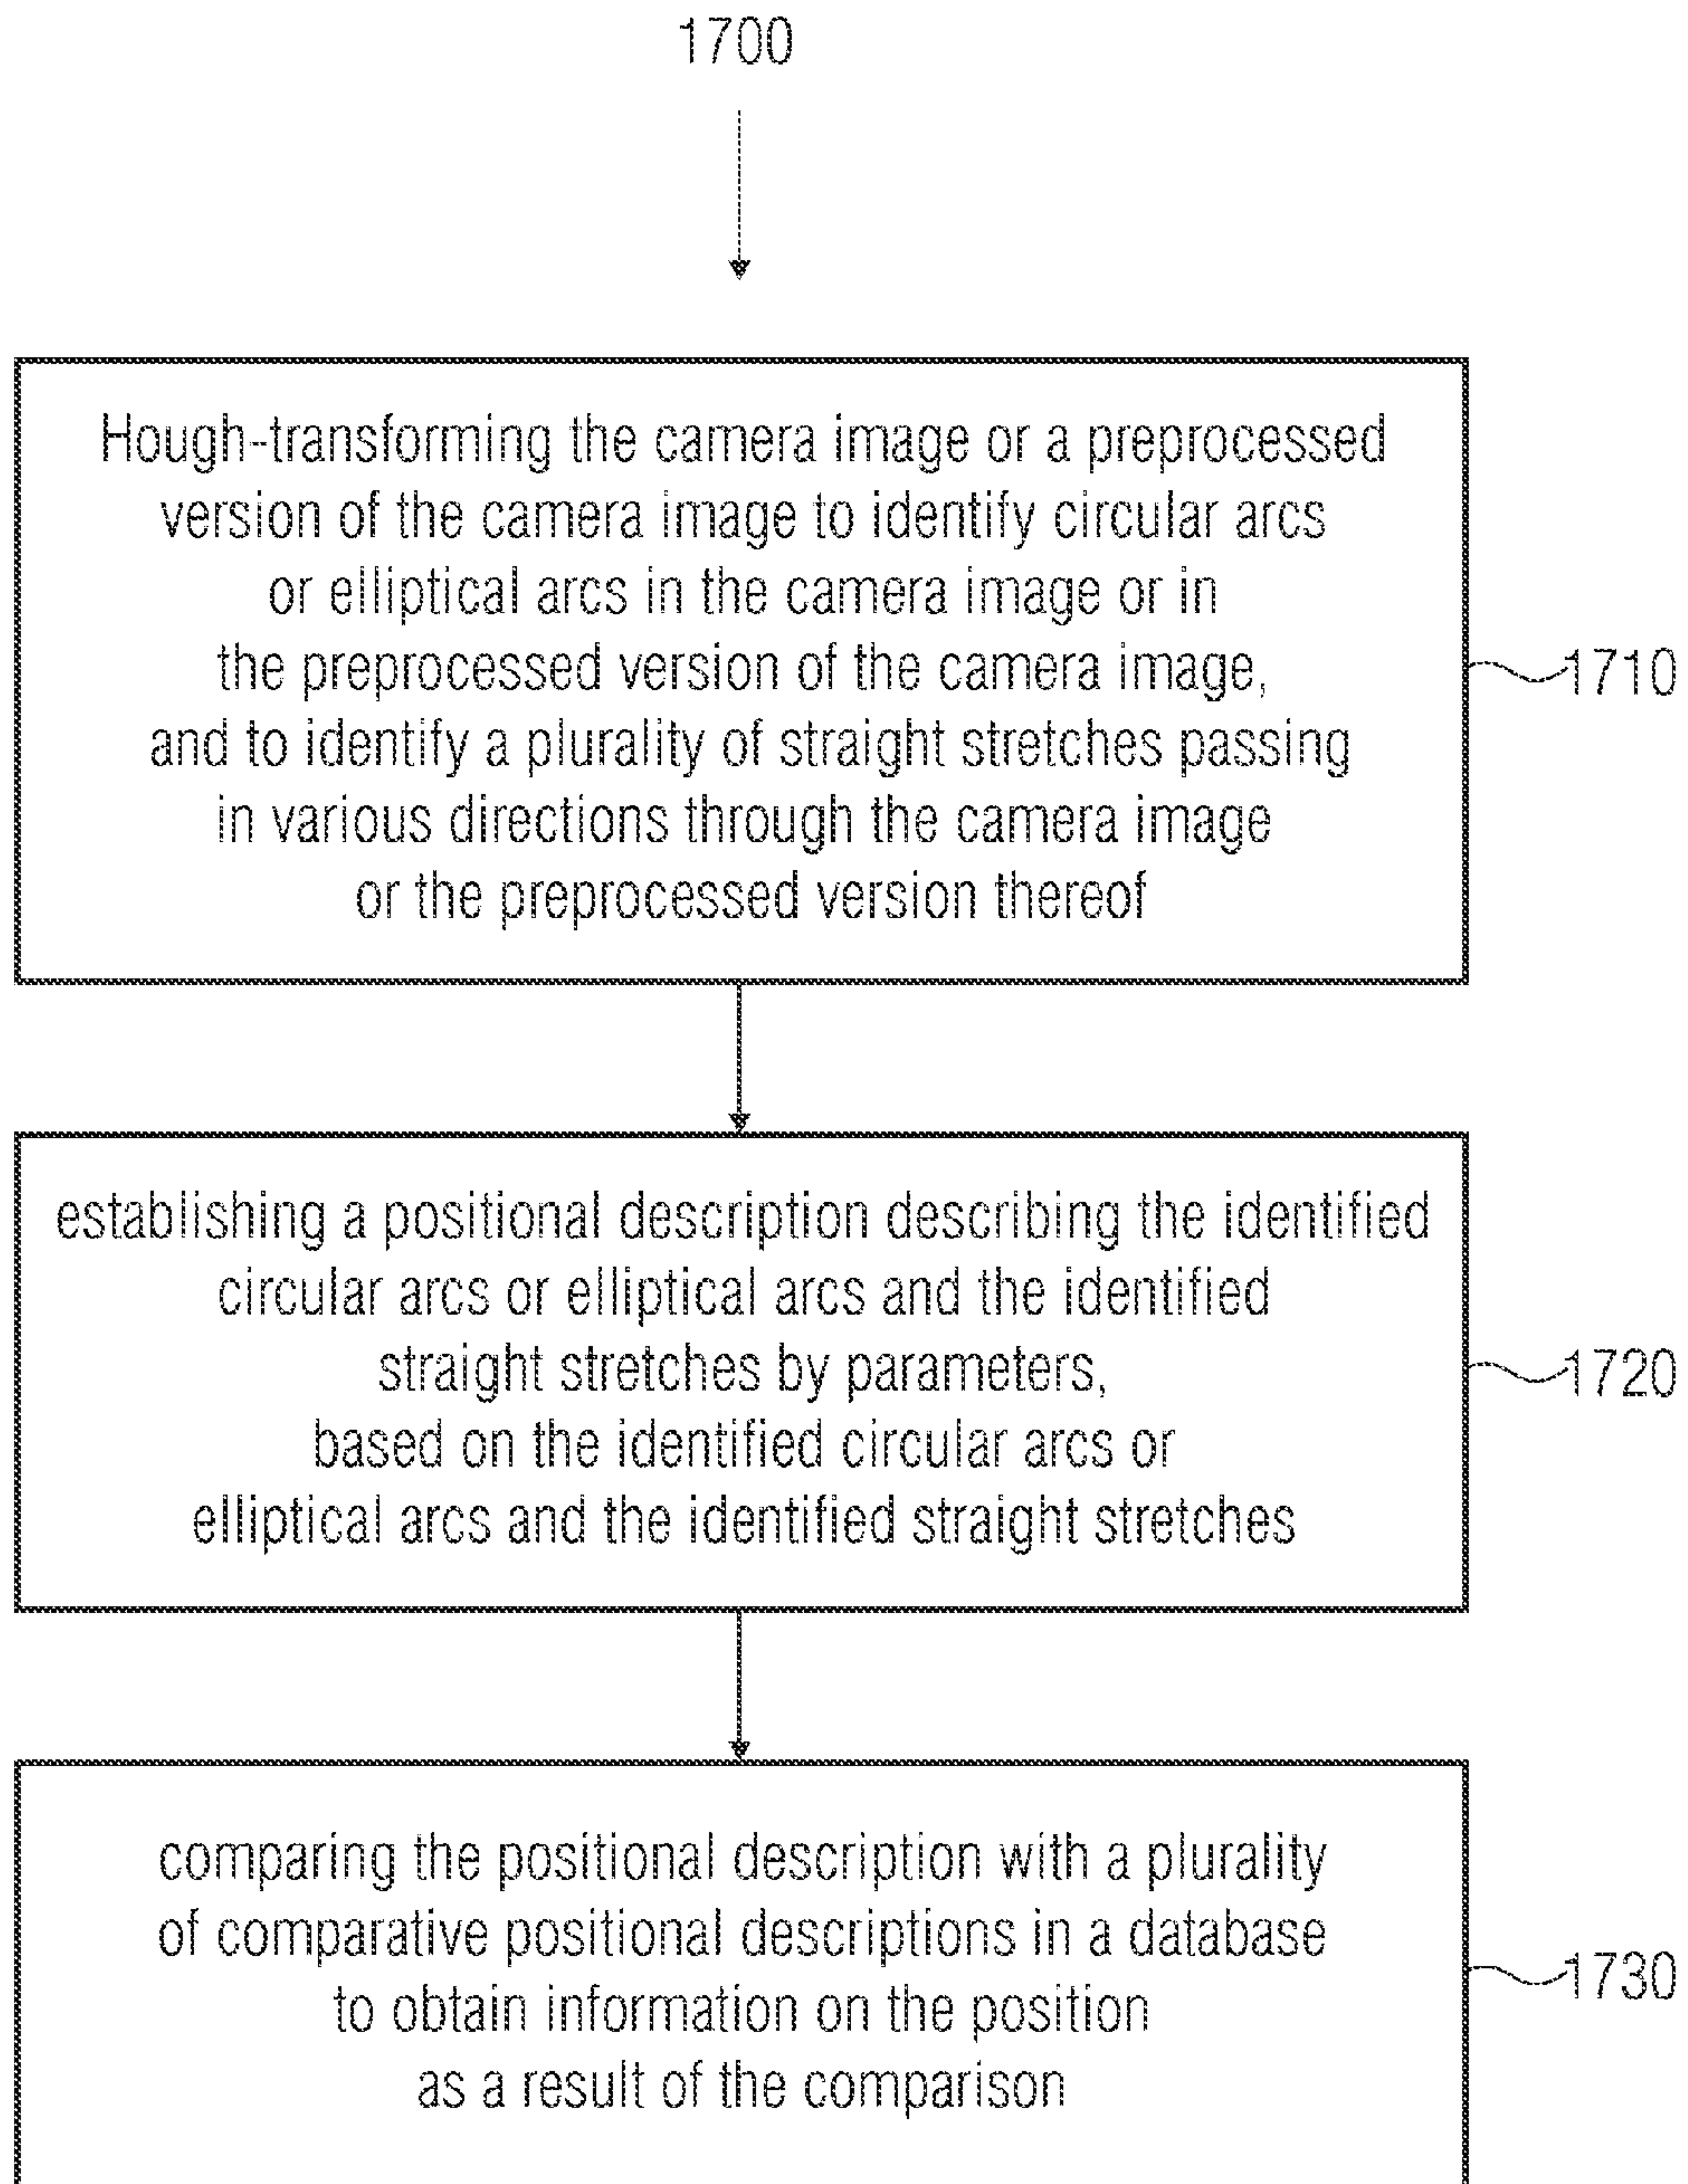 1700
Hough-transforming the camera image or a preprocessed
version of the camera image to identify circular arcs
or elliptical arcs in the camera image or in
the preprocessed version of the camera image,
and to identify a plurality of straight stretches passing
in various directions through the camera image
or the preprocessed version thereof
1710
establishing a positional description describing the identified
circular arcs or elliptical arcs and the identified
straight stretches by parameters,
based on the identified circular arcs or
elliptical arcs and the identified straight stretches
1720
comparing the positional description with a plurality
of comparative positional descriptions in a database
to obtain information on the position
as a result of the comparison
1730